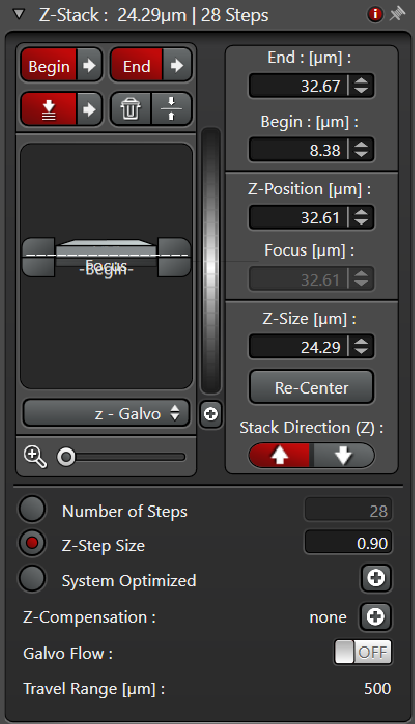 Z-Stack : 24.29µm | 28 Steps
Begin
End
End : [µm] :
32.67
Begin : [µm] :
8.38
Z-Position [µm] :
32.61
Focus [µm] :
32.61
Focus
-Begin-
Z-Size [µm] :
24.29
Re-Center
z - Galvo
Stack Direction (Z) :
Number of Steps 28
Z-Step Size 0.90
System Optimized
Z-Compensation : none
Galvo Flow : OFF
Travel Range [µm] : 500